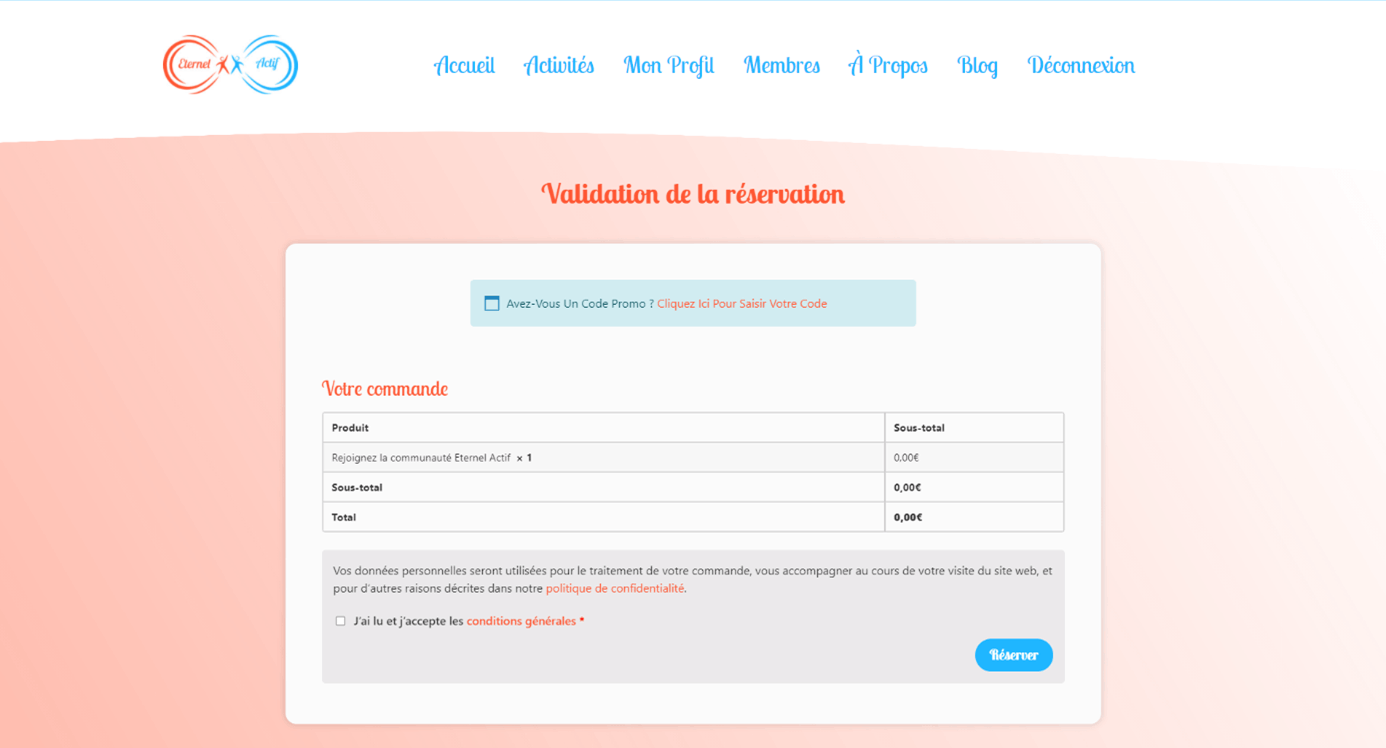 Eternel Actif
Accueil Activités Mon Profil Membres À Propos Blog Déconnexion
Validation de la réservation
Avez-Vous Un Code Promo ? Cliquez Ici Pour Saisir Votre Code
Votre commande
Produit Sous-total
Rejoignez la communauté Eternel Actif × 1 0,00€
Sous-total 0,00€
Total 0,00€
Vos données personnelles seront utilisées pour le traitement de votre commande, vous accompagner au cours de votre visite du site web, et
pour d'autres raisons décrites dans notre politique de confidentialité.
J'ai lu et j'accepte les conditions générales *
Réserver